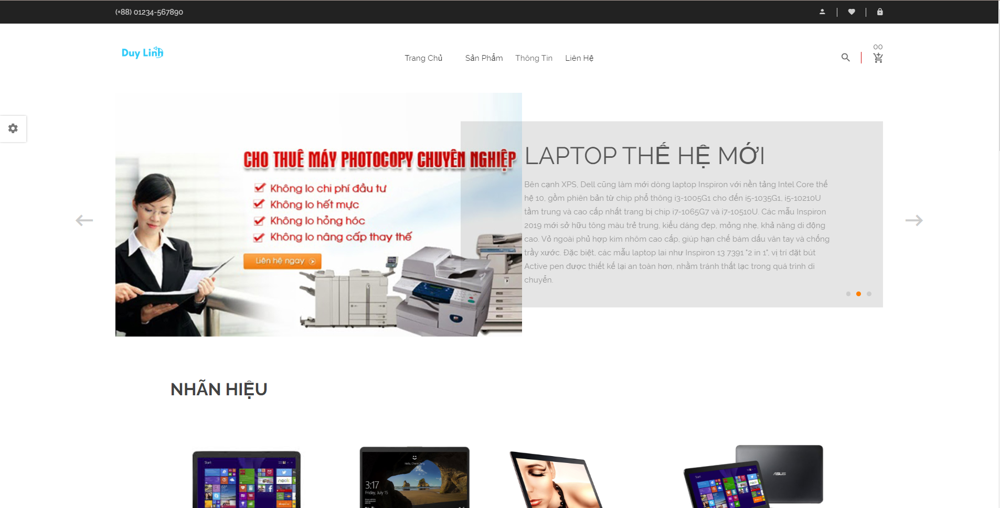 (+88) 01234-567890
Duy Linh
Trang Chủ
Sản Phẩm
Thông Tin
Liên Hệ
00
CHO THUÊ MÁY PHOTOCOPY CHUYÊN NGHIỆP
Không lo chi phí đầu tư
Không lo hết mực
Không lo hỏng hóc
Không lo nâng cấp thay thế
Liên hệ ngay
LAPTOP THẾ HỆ MỚI
Bên cạnh XPS, Dell cũng làm mới dòng laptop Inspiron với nền tảng Intel Core thế
hệ 10, gồm phiên bản từ chip phổ thông i3-1005G1 cho đến i5-1035G1, i5-10210U
tầm trung và cao cấp nhất trang bị chip i7-1065G7 và i7-10510U. Các mẫu Inspiron
2019 mới sở hữu tông màu trẻ trung, kiểu dáng đẹp, mỏng nhẹ, khả năng di động
cao. Vỏ ngoài phủ hợp kim nhôm cao cấp, giúp hạn chế bám dấu vân tay và chống
trầy xước. Đặc biệt, các mẫu laptop lai như Inspiron 13 7391 "2 in 1", vị trí đặt bút
Active pen được thiết kế lại an toàn hơn, nhằm tránh thất lạc trong quá trình di
chuyển.
NHÃN HIỆU
Start
nook
3:17
Friday, July 15
Start
ASUS